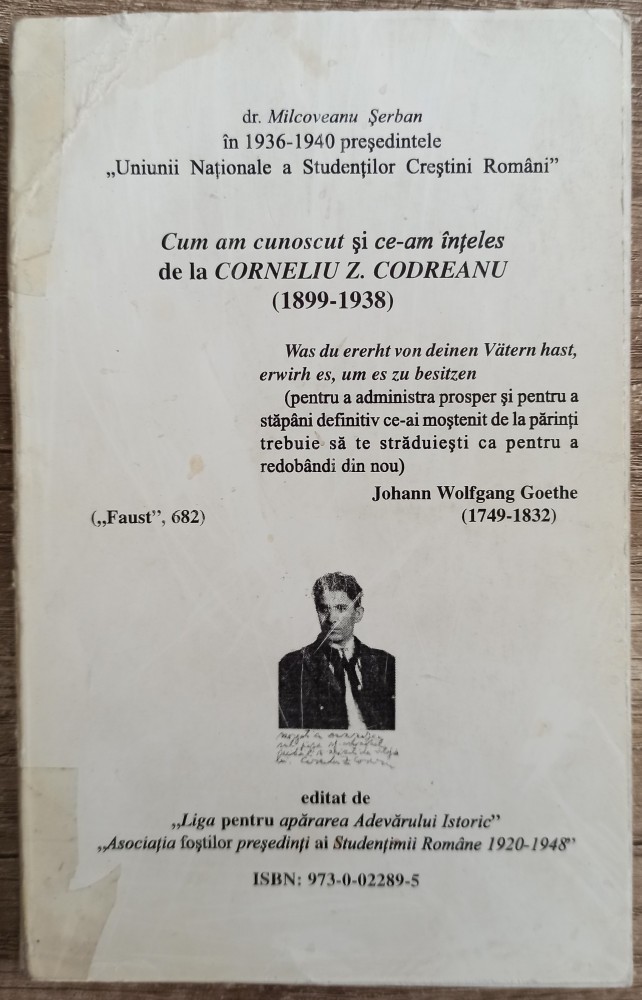 dr. Milcoveanu Şerban
în 1936-1940 preşedintele
„Uniunii Naţionale a Studenţilor Creştini Români”
Cum am cunoscut şi ce-am înţeles
de la CORNELIU Z. CODREANU
(1899-1938)
Was du ererht von deinen Vätern hast,
erwirh es, um es zu besitzen
(pentru a administra prosper şi pentru a
stăpâni definitiv ce-ai moştenit de la părinţi
trebuie să te străduieşti ca pentru a
redobândi din nou)
Johann Wolfgang Goethe
(„Faust”, 682) (1749-1832)
editat de
„Liga pentru apărarea Adevărului Istoric”
„Asociaţia foştilor preşedinţi ai Studenţimii Române 1920-1948”
ISBN: 973-0-02289-5